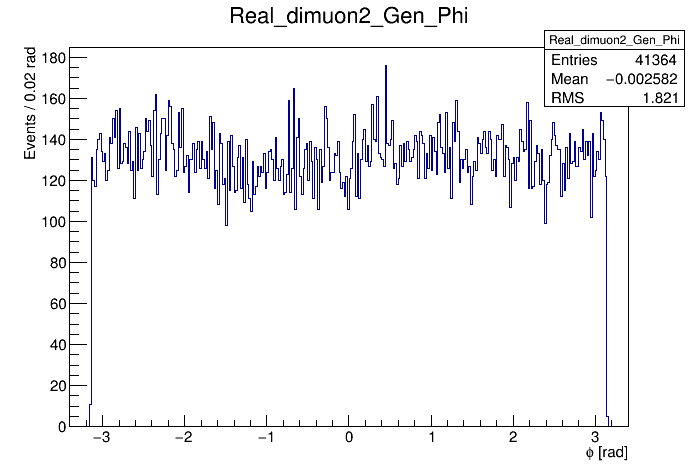 Real_dimuon2_Gen_Phi
Real_dimuon2_Gen_Phi
Entries 41364
Mean −0.002582
RMS 1.821
Events / 0.02 rad
180
160
140
120
100
80
60
40
20
0
−3 −2 −1 0 1 2 3
ϕ [rad]